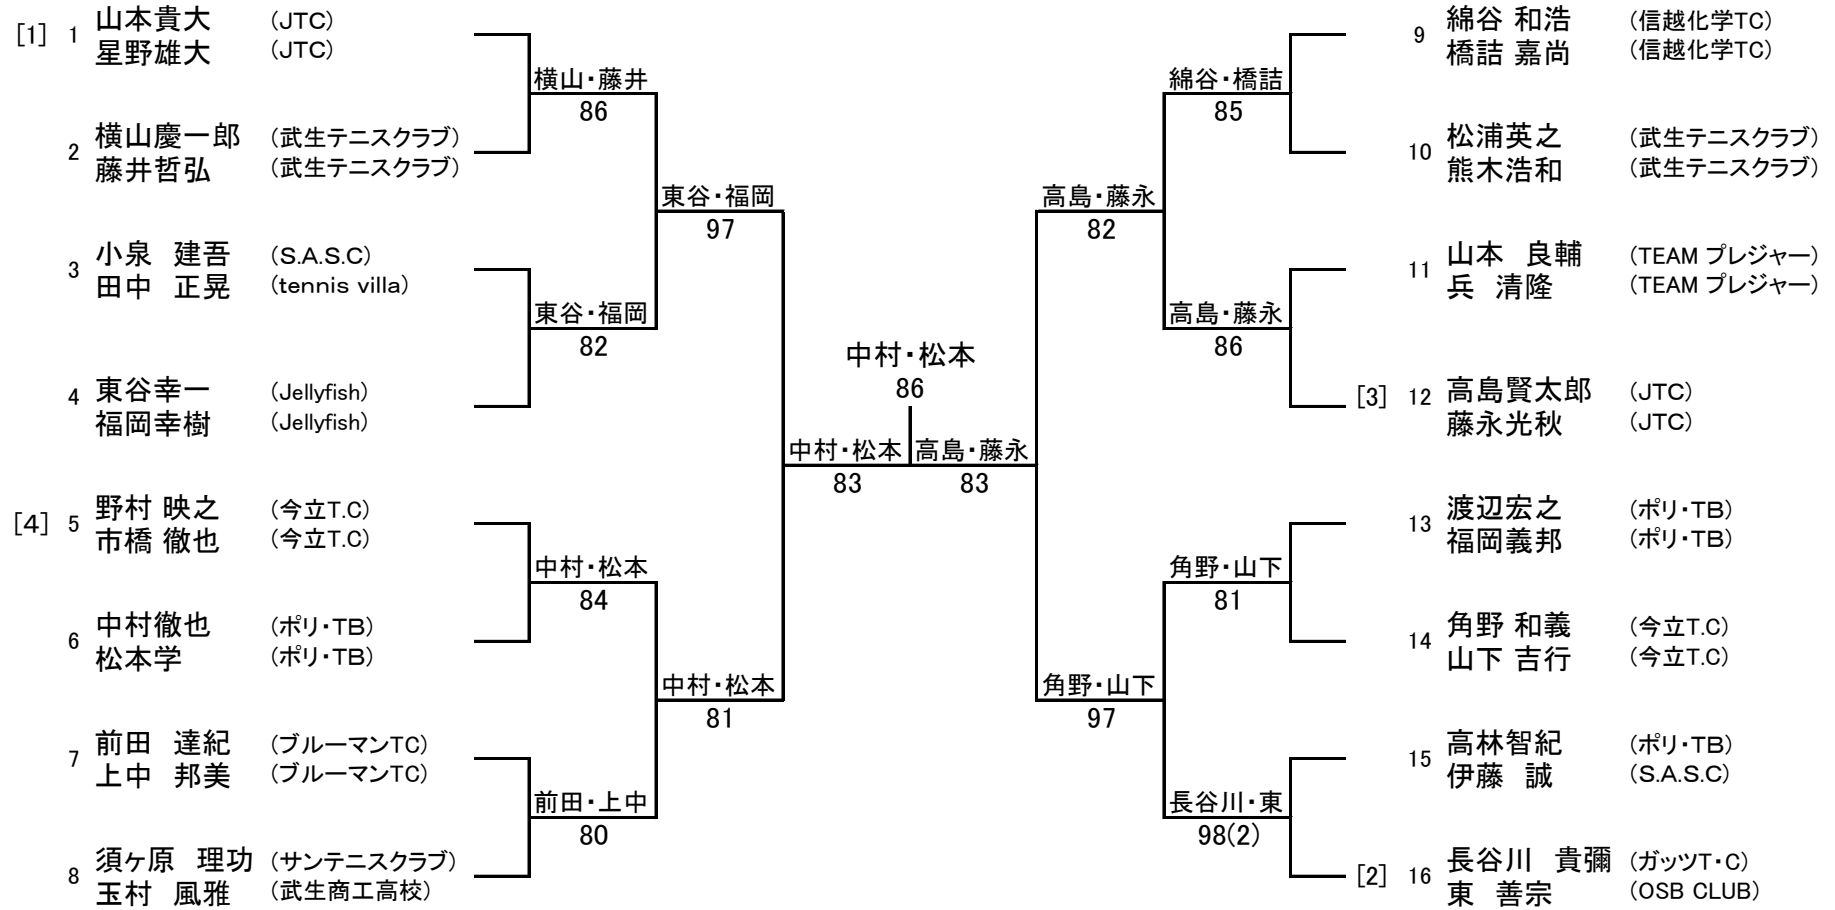 [1] 1 山本貴大 (JTC)
星野雄大 (JTC)
横山・藤井
86
2 横山慶一郎 (武生テニスクラブ)
藤井哲弘 (武生テニスクラブ)
東谷・福岡
97
3 小泉 建吾 (S.A.S.C)
田中 正晃 (tennis villa)
東谷・福岡
82
4 東谷幸一 (Jellyfish)
福岡幸樹 (Jellyfish)
中村・松本
86
中村・松本
83
高島・藤永
83
[4] 5 野村 映之 (今立T.C)
市橋 徹也 (今立T.C)
中村・松本
84
6 中村徹也 (ポリ・TB)
松本学 (ポリ・TB)
中村・松本
81
7 前田 達紀 (ブルーマンTC)
上中 邦美 (ブルーマンTC)
前田・上中
80
8 須ヶ原 理功 (サンテニスクラブ)
玉村 風雅 (武生商工高校)
9 綿谷 和浩 (信越化学TC)
橋詰 嘉尚 (信越化学TC)
綿谷・橋詰
85
10 松浦英之 (武生テニスクラブ)
熊木浩和 (武生テニスクラブ)
高島・藤永
82
11 山本 良輔 (TEAM プレジャー)
兵 清隆 (TEAM プレジャー)
高島・藤永
86
[3] 12 高島賢太郎 (JTC)
藤永光秋 (JTC)
13 渡辺宏之 (ポリ・TB)
福岡義邦 (ポリ・TB)
角野・山下
81
14 角野 和義 (今立T.C)
山下 吉行 (今立T.C)
角野・山下
97
15 高林智紀 (ポリ・TB)
伊藤 誠 (S.A.S.C)
長谷川・東
98(2)
[2] 16 長谷川 貴彌 (ガッツT・C)
東 善宗 (OSB CLUB)